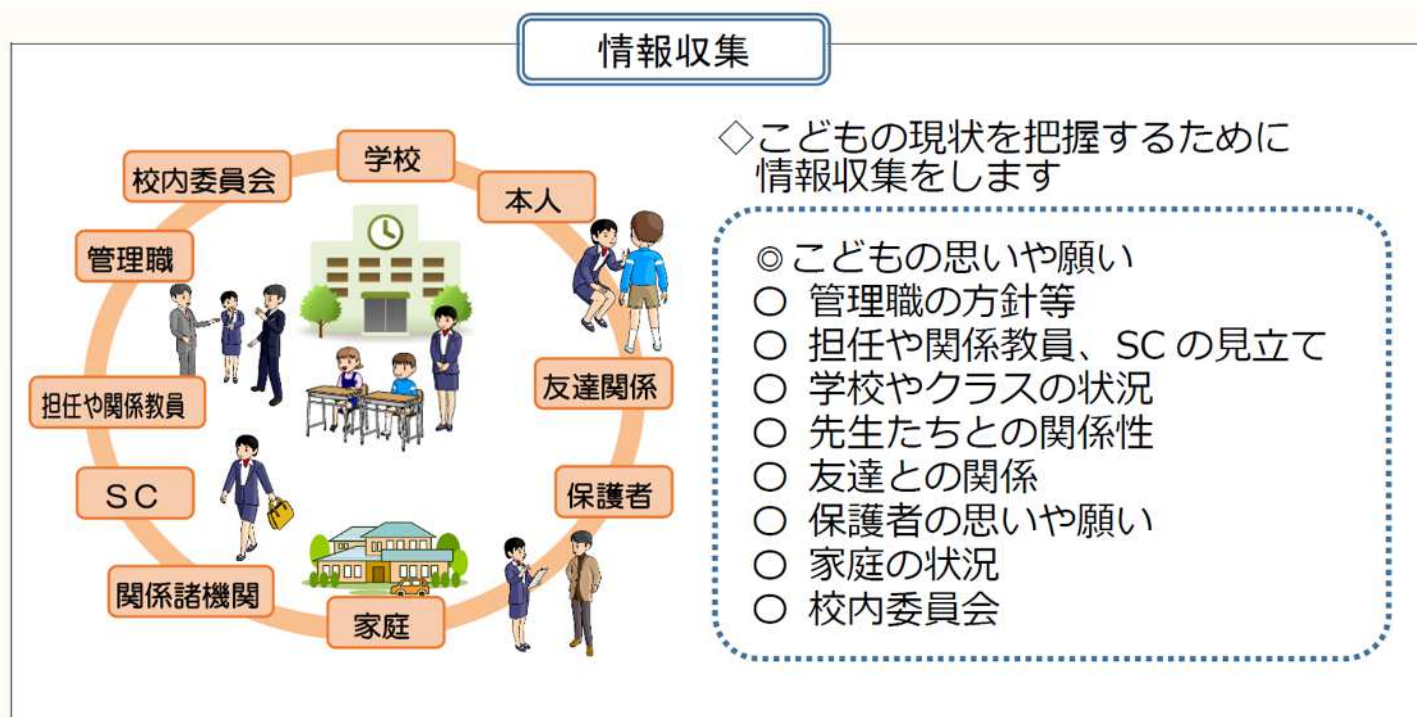 情報収集
学校
校内委員会
本人
管理職
友達関係
担任や関係教員
保護者
ＳＣ
関係諸機関
家庭
◇こどもの現状を把握するために
情報収集をします
◎こどもの思いや願い
○ 管理職の方針等
○ 担任や関係教員、SC の見立て
○ 学校やクラスの状況
○ 先生たちとの関係性
○ 友達との関係
○ 保護者の思いや願い
○ 家庭の状況
○ 校内委員会